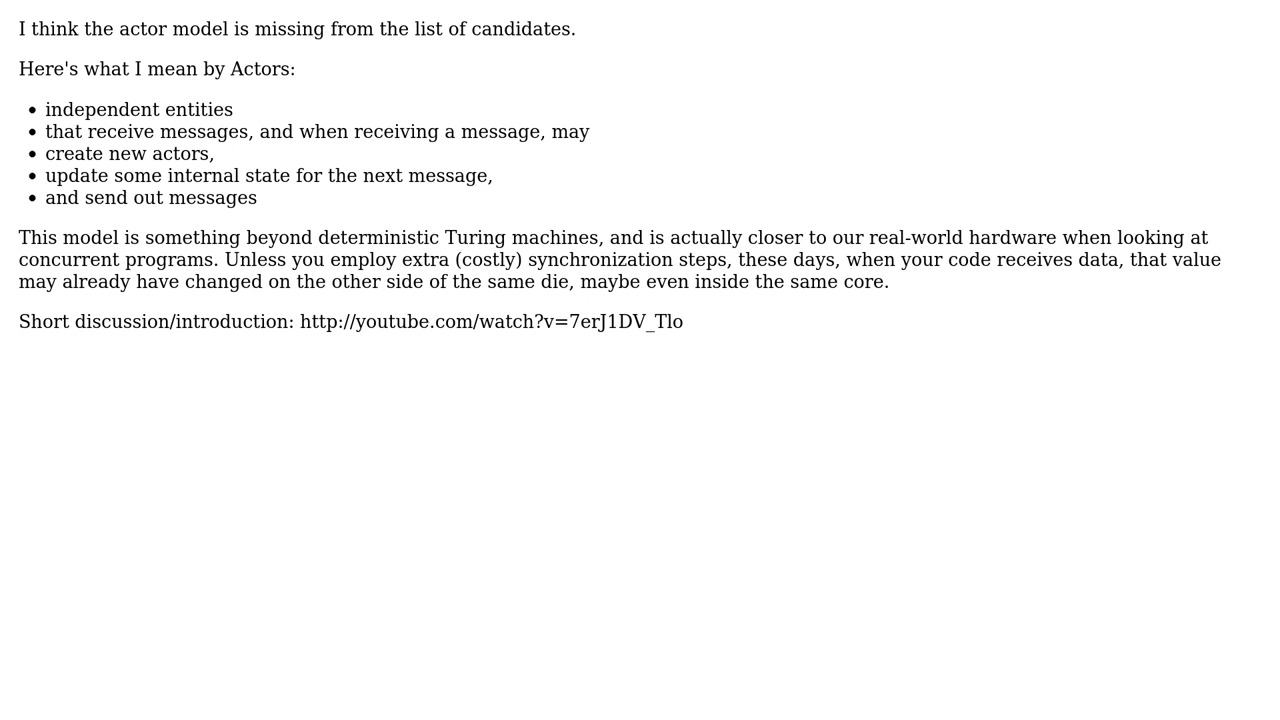 I think the actor model is missing from the list of candidates.
Here's what I mean by Actors:
• independent entities
• that receive messages, and when receiving a message, may
• create new actors,
• update some internal state for the next message,
• and send out messages
This model is something beyond deterministic Turing machines, and is actually closer to our real-world hardware when looking at
concurrent programs. Unless you employ extra (costly) synchronization steps, these days, when your code receives data, that value
may already have changed on the other side of the same die, maybe even inside the same core.
Short discussion/introduction: http://youtube.com/watch?v=7erJ1DV_Tlo